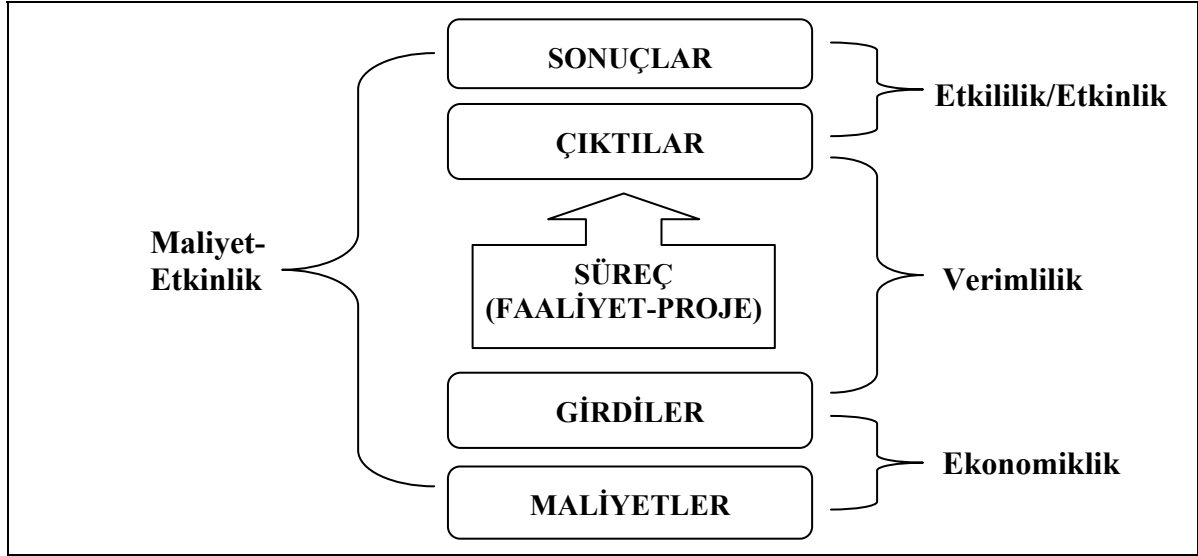 SONUÇLAR
Etkililik/Etkinlik
ÇIKTILAR
Maliyet-
Etkinlik
SÜREÇ
(FAALİYET-PROJE)
Verimlilik
GİRDİLER
Ekonomiklik
MALİYETLER